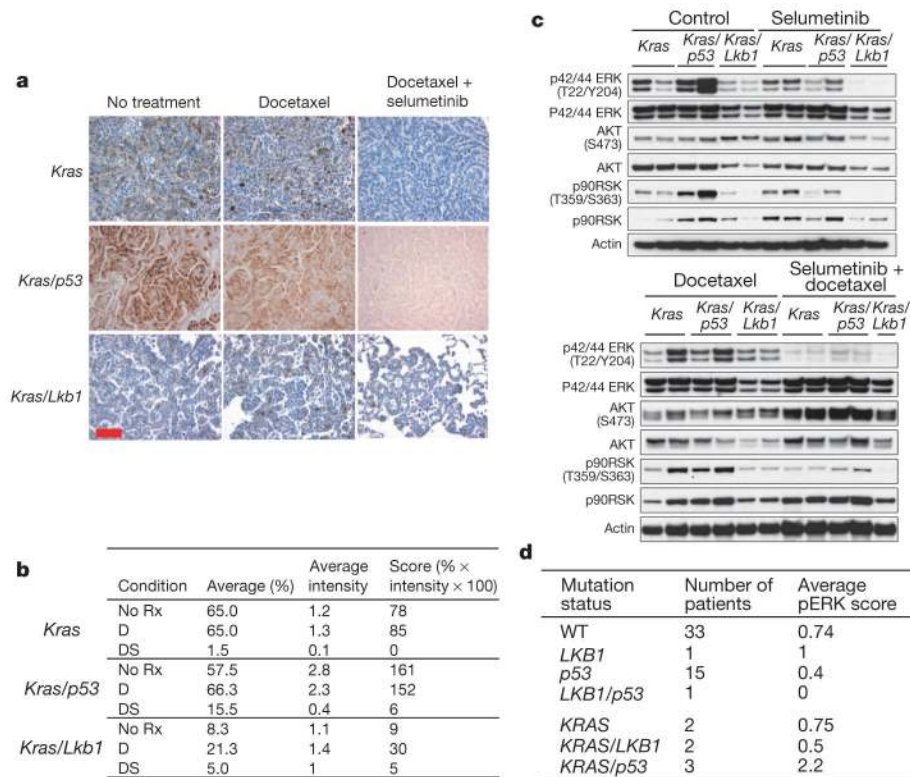 a
No treatment
Docetaxel
Docetaxel +
selumetinib
Kras
Kras/p53
Kras/Lkb1
b
Condition Average (%) Average intensity Score (% × intensity × 100)
Kras
No Rx 65.0 1.2 78
D 65.0 1.3 85
DS 1.5 0.1 0
Kras/p53
No Rx 57.5 2.8 161
D 66.3 2.3 152
DS 15.5 0.4 6
Kras/Lkb1
No Rx 8.3 1.1 9
D 21.3 1.4 30
DS 5.0 1 5
c
Control Selumetinib
Kras Kras/p53 Kras/Lkb1 Kras Kras/p53 Kras/Lkb1
p42/44 ERK
(T22/Y204)
P42/44 ERK
AKT
(S473)
AKT
p90RSK
(T359/S363)
p90RSK
Actin
Docetaxel Selumetinib + docetaxel
Kras Kras/p53 Kras/Lkb1 Kras Kras/p53 Kras/Lkb1
p42/44 ERK
(T22/Y204)
P42/44 ERK
AKT
(S473)
AKT
p90RSK
(T359/S363)
p90RSK
Actin
d
Mutation status Number of patients Average pERK score
WT 33 0.74
LKB1 1 1
p53 15 0.4
LKB1/p53 1 0
KRAS 2 0.75
KRAS/LKB1 2 0.5
KRAS/p53 3 2.2